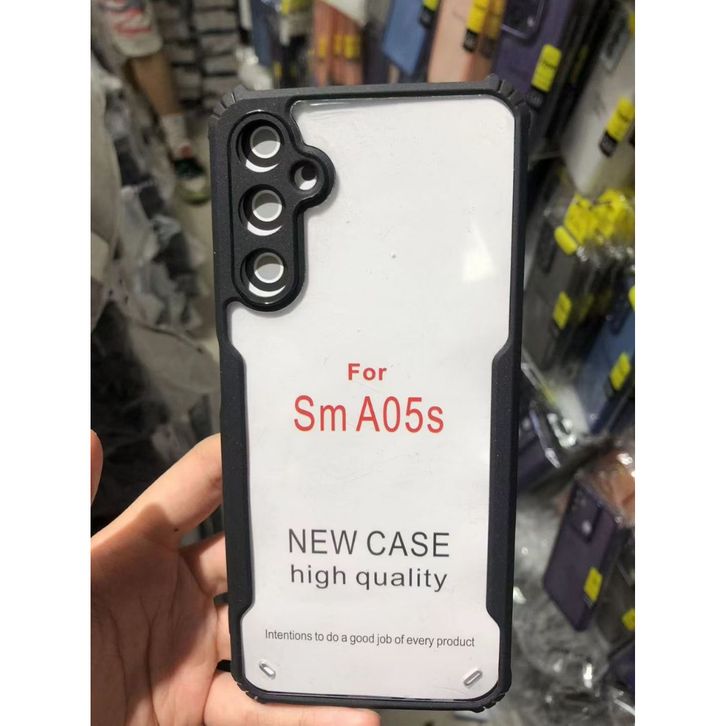 For
Sm A05s
NEW CASE
high quality
Intentions to do a good job of every product